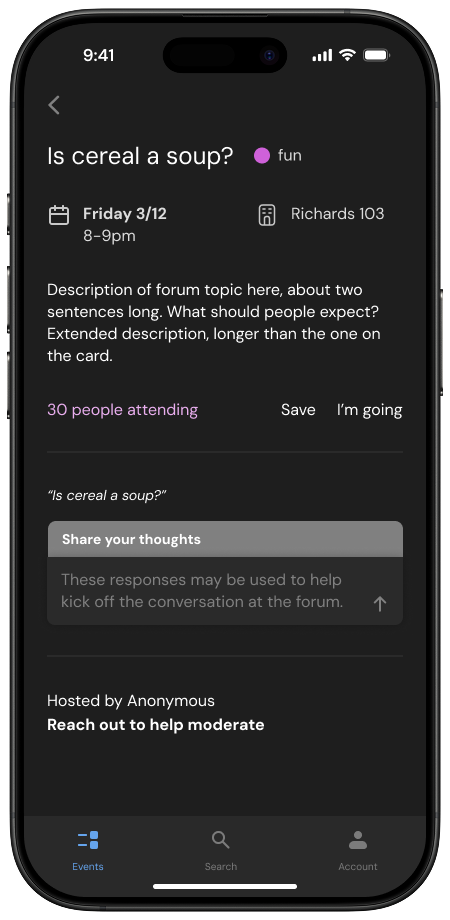 9:41
Is cereal a soup?
fun
Friday 3/12
Richards 103
8-9pm
Description of forum topic here, about two
sentences long. What should people expect?
Extended description, longer than the one on
the card.
30 people attending
Save
I’m going
“Is cereal a soup?”
Share your thoughts
These responses may be used to help
kick off the conversation at the forum.
Hosted by Anonymous
Reach out to help moderate
Events
Search
Account